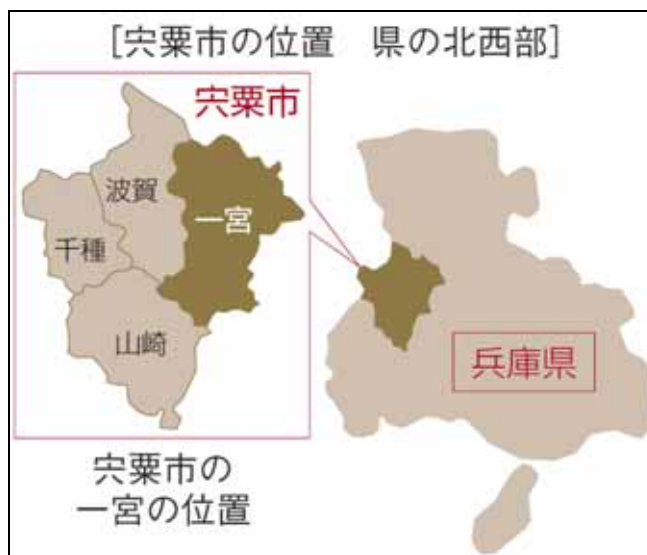 [宍粟市の位置　県の北西部]
宍粟市
波賀
一宮
千種
山崎
兵庫県
宍粟市の
一宮の位置